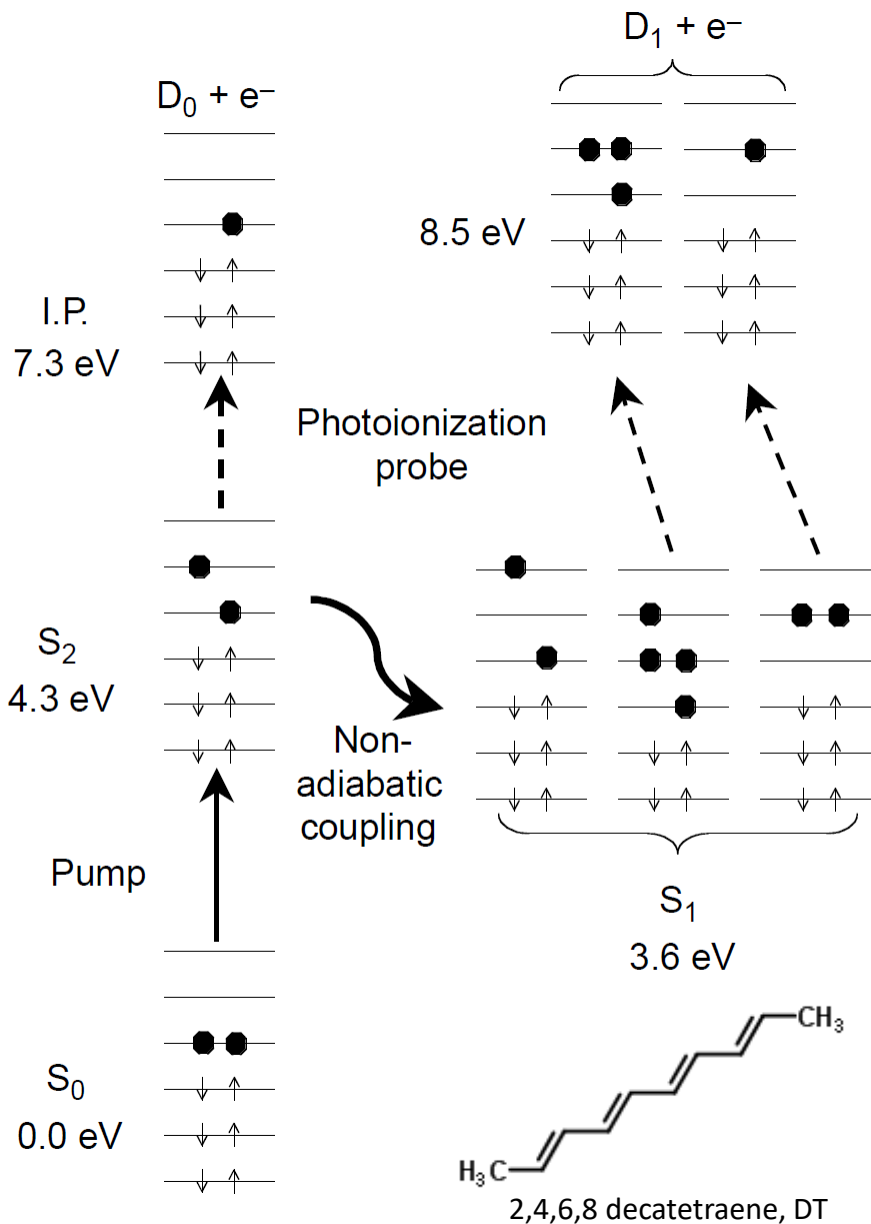 D₁ + e⁻
D₀ + e⁻
8.5 eV
I.P.
7.3 eV
Photoionization
probe
S₂
4.3 eV
Non-
adiabatic
coupling
Pump
S₁
3.6 eV
S₀
0.0 eV
CH₃
H₃C
2,4,6,8 decatetraene, DT